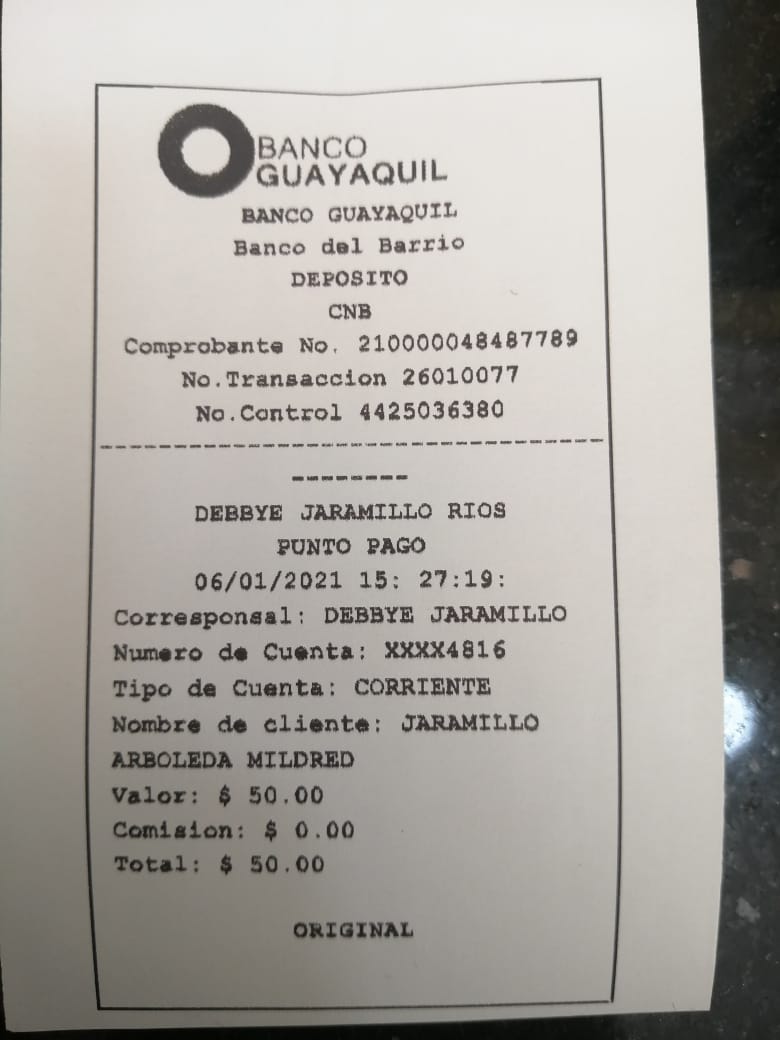 BANCO
GUAYAQUIL
BANCO GUAYAQUIL
Banco del Barrio
DEPOSITO
CNB
Comprobante No. 210000048487789
No.Transaccion 26010077
No.Control 4425036380
DEBBYE JARAMILLO RIOS
PUNTO PAGO
06/01/2021 15: 27:19:
Corresponsal: DEBBYE JARAMILLO
Numero de Cuenta: XXXX4816
Tipo de Cuenta: CORRIENTE
Nombre de cliente: JARAMILLO
ARBOLEDA MILDRED
Valor: $ 50.00
Comision: $ 0.00
Total: $ 50.00
ORIGINAL